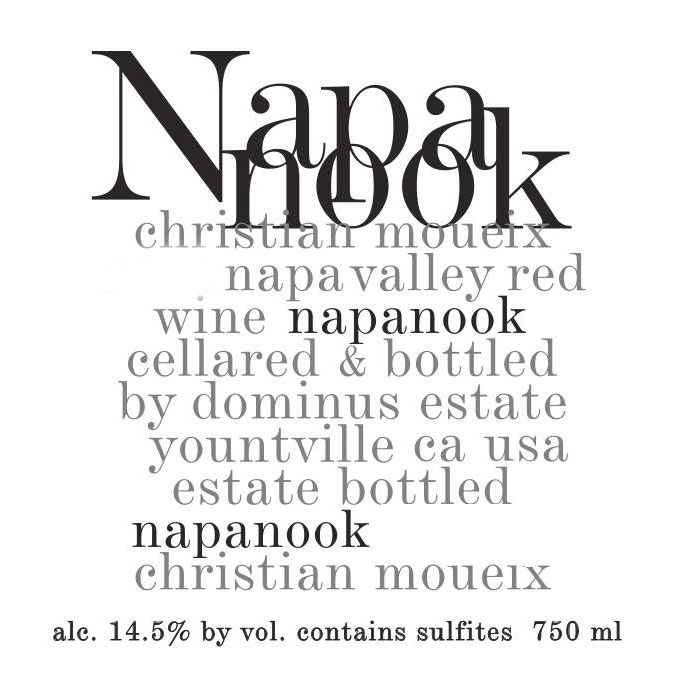 Napa
nook
christian moueix
napa valley red
wine napanook
cellared & bottled
by dominus estate
yountville ca usa
estate bottled
napanook
christian moueix
alc. 14.5% by vol. contains sulfites 750 ml